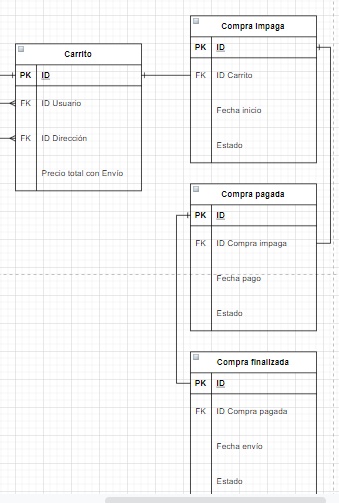 Carrito
PK ID
FK ID Usuario
FK ID Dirección
Precio total con Envío
Compra impaga
PK ID
FK ID Carrito
Fecha inicio
Estado
Compra pagada
PK ID
FK ID Compra impaga
Fecha pago
Estado
Compra finalizada
PK ID
FK ID Compra pagada
Fecha envío
Estado